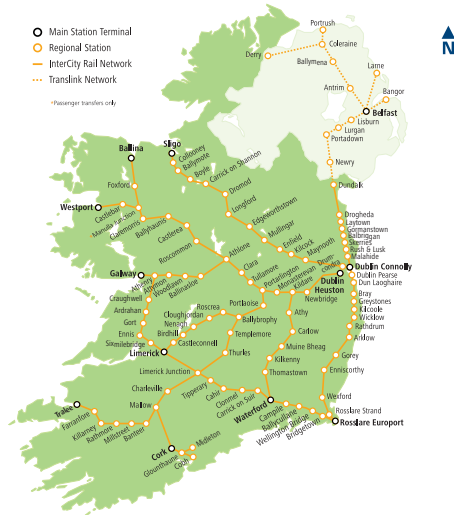 Main Station Terminal
Regional Station
InterCity Rail Network
Translink Network
*Passenger transfers only
N
Portrush
Coleraine
Derry
Ballymena
Larne
Antrim
Bangor
Belfast
Lisburn
Lurgan
Portadown
Newry
Dundalk
Sligo
Collooney
Ballymote
Boyle
Carrick on Shannon
Dromod
Longford
Edgeworthstown
Mullingar
Enfield
Kilcock
Maynooth
Drum-
condra
Ballina
Foxford
Westport
Castlebar
Manulla Junction
Claremorris
Ballyhaunis
Castlerea
Roscommon
Athlone
Clara
Tullamore
Portarlington
Monasterevin
Kildare
Newbridge
Drogheda
Laytown
Gormanstown
Balbriggan
Skerries
Rush & Lusk
Malahide
Dublin Connolly
Dublin
Heuston
Dublin Pearse
Dun Laoghaire
Bray
Greystones
Kilcoole
Wicklow
Rathdrum
Arklow
Gorey
Enniscorthy
Wexford
Rosslare Strand
Rosslare Europort
Galway
Athenry
Attymon
Woodlawn
Ballinasloe
Craughwell
Ardrahan
Gort
Ennis
Sixmilebridge
Limerick
Roscrea
Cloughjordan
Nenagh
Birdhill
Castleconnell
Portlaoise
Ballybrophy
Templemore
Thurles
Athy
Carlow
Muine Bheag
Kilkenny
Thomastown
Limerick Junction
Tipperary
Cahir
Clonmel
Carrick on Suir
Waterford
Campile
Ballycullane
Wellington Bridge
Bridgetown
Charleville
Mallow
Tralee
Farranfore
Killarney
Rathmore
Millstreet
Banteer
Cork
Glounthaune
Cobh
Midleton